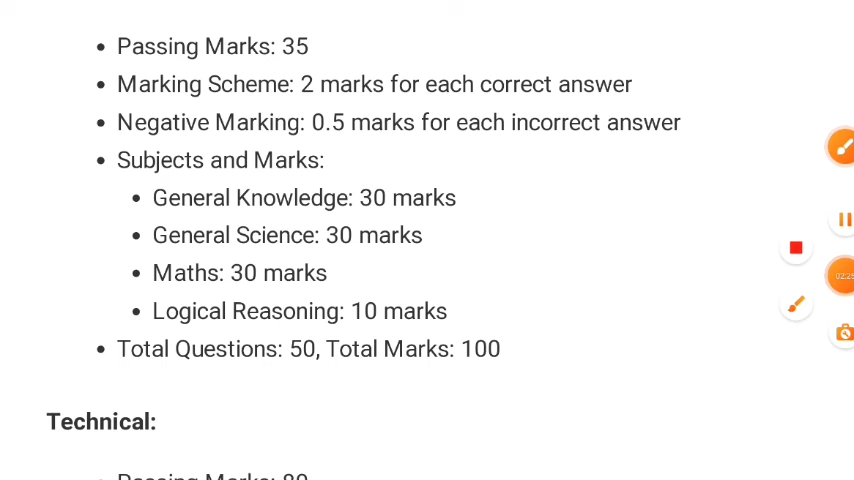 • Passing Marks: 35
• Marking Scheme: 2 marks for each correct answer
• Negative Marking: 0.5 marks for each incorrect answer
• Subjects and Marks:
• General Knowledge: 30 marks
• General Science: 30 marks
• Maths: 30 marks
• Logical Reasoning: 10 marks
• Total Questions: 50, Total Marks: 100
Technical:
Passing Marks: